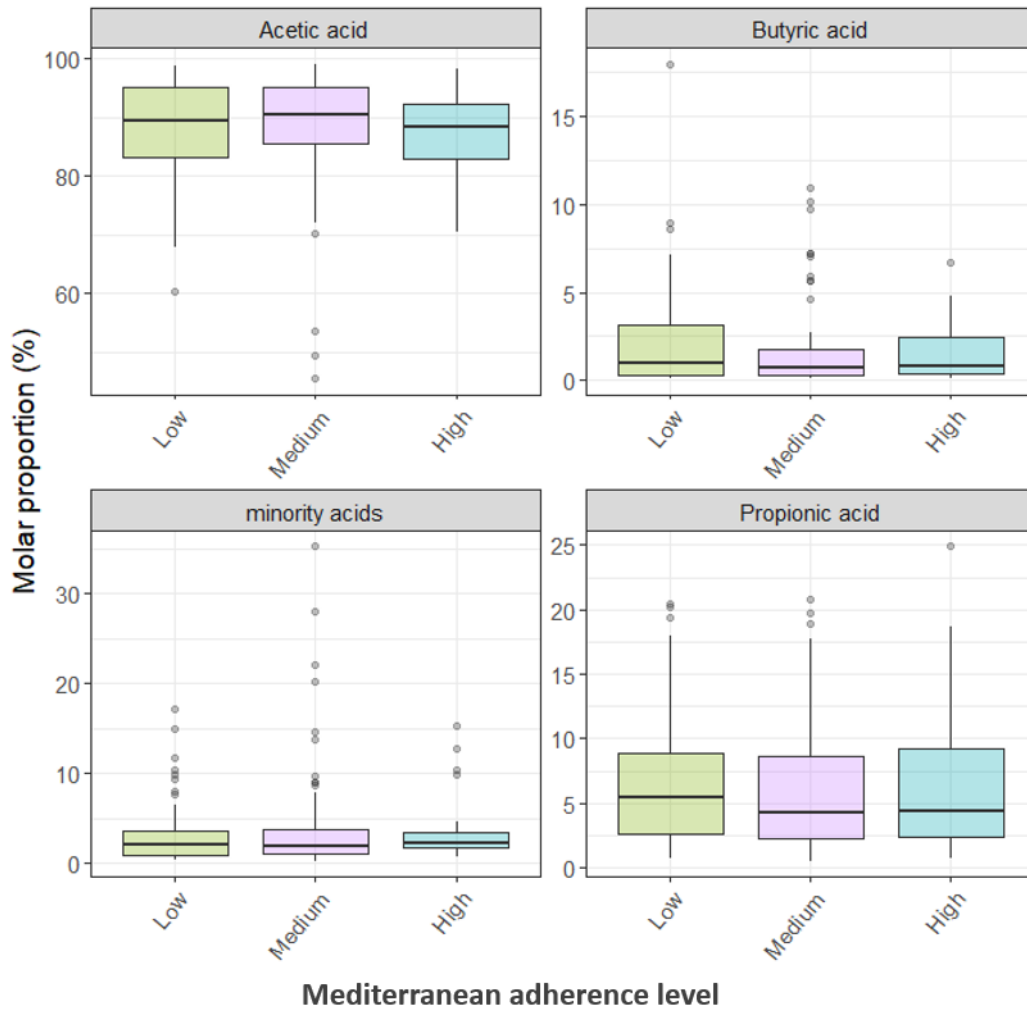 Acetic acid
Butyric acid
100
80
60
15
10
5
0
Low
Medium
High
Low
Medium
High
Molar proportion (%)
minority acids
Propionic acid
30
20
10
0
25
20
15
10
5
0
Low
Medium
High
Low
Medium
High
Mediterranean adherence level